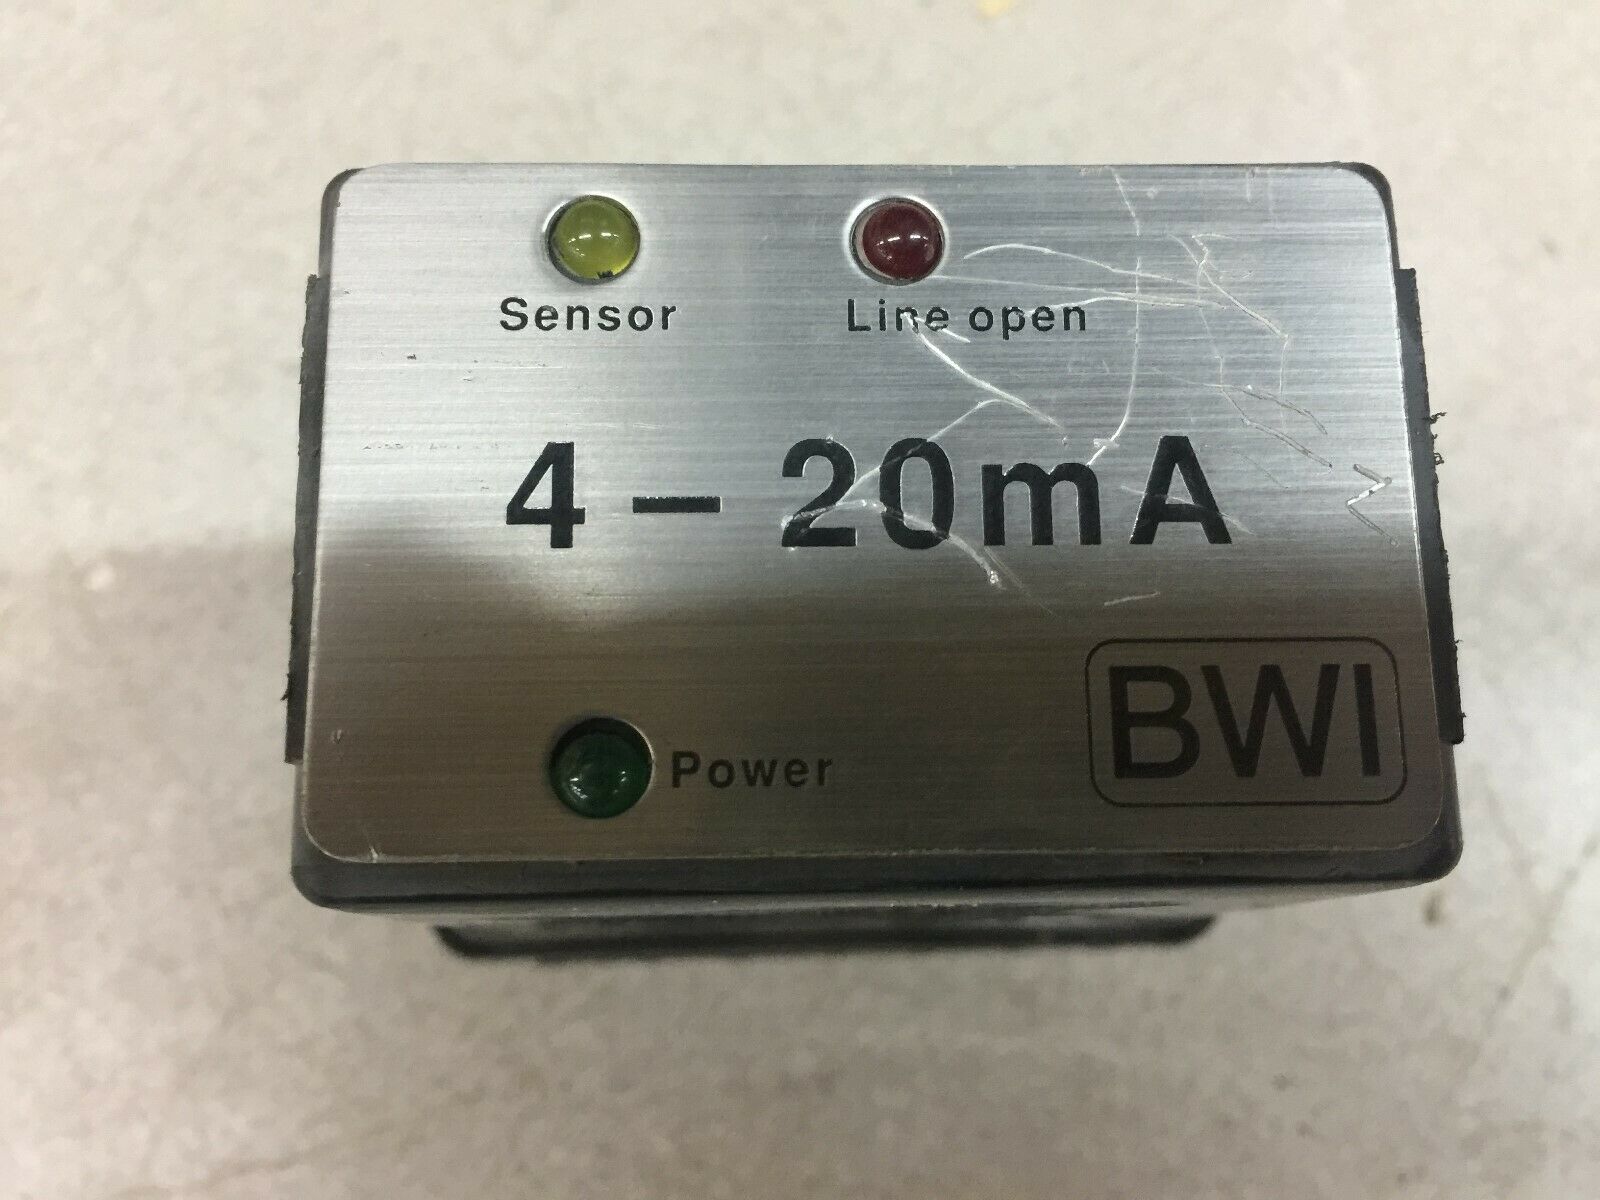 Sensor
Line open
4 – 20mA
Power
BWI